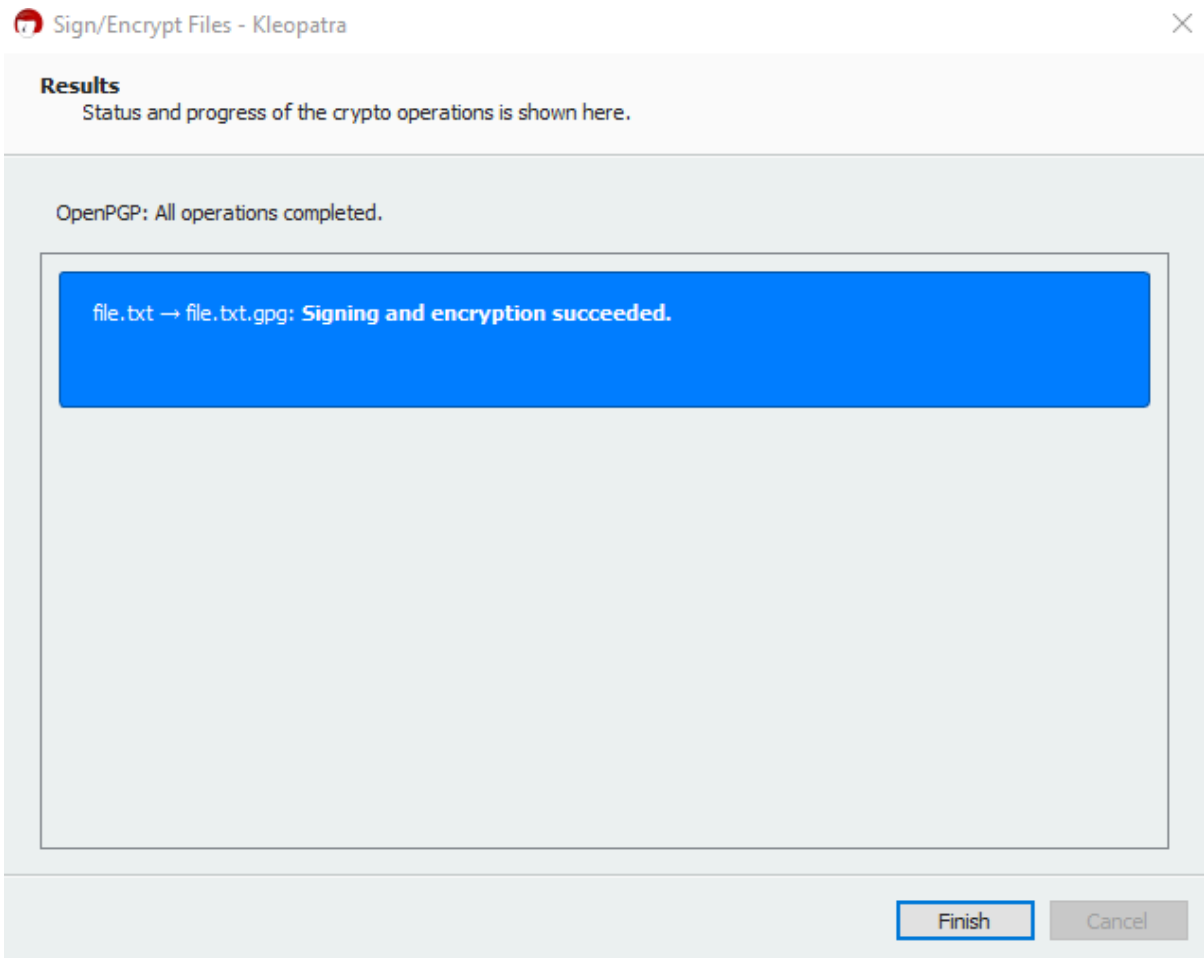 Sign/Encrypt Files - Kleopatra
Results
Status and progress of the crypto operations is shown here.
OpenPGP: All operations completed.
file.txt → file.txt.gpg: Signing and encryption succeeded.
Finish
Cancel